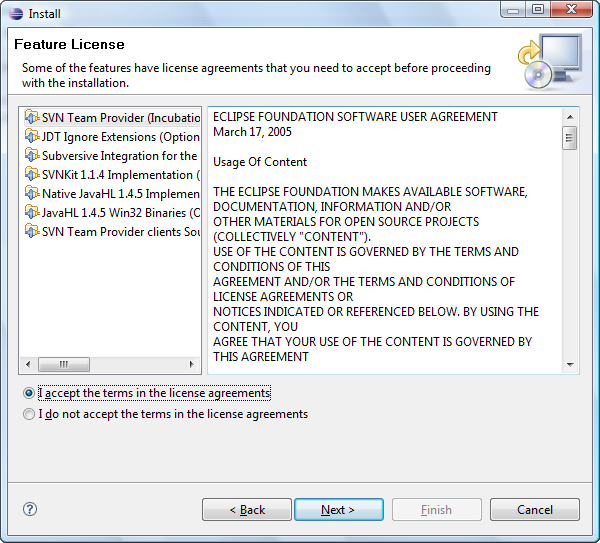 Install
Feature License
Some of the features have license agreements that you need to accept before proceeding
with the installation.
SVN Team Provider (Incubatio
JDT Ignore Extensions (Option
Subversive Integration for the
SVNKit 1.1.4 Implementation (
Native JavaHL 1.4.5 Implemen
JavaHL 1.4.5 Win32 Binaries (O
SVN Team Provider clients Sou
ECLIPSE FOUNDATION SOFTWARE USER AGREEMENT
March 17, 2005
Usage Of Content
THE ECLIPSE FOUNDATION MAKES AVAILABLE SOFTWARE,
DOCUMENTATION, INFORMATION AND/OR
OTHER MATERIALS FOR OPEN SOURCE PROJECTS
(COLLECTIVELY "CONTENT").
USE OF THE CONTENT IS GOVERNED BY THE TERMS AND
CONDITIONS OF THIS
AGREEMENT AND/OR THE TERMS AND CONDITIONS OF
LICENSE AGREEMENTS OR
NOTICES INDICATED OR REFERENCED BELOW. BY USING THE
CONTENT, YOU
AGREE THAT YOUR USE OF THE CONTENT IS GOVERNED BY
THIS AGREEMENT
I accept the terms in the license agreements
I do not accept the terms in the license agreements
? < Back Next > Finish Cancel